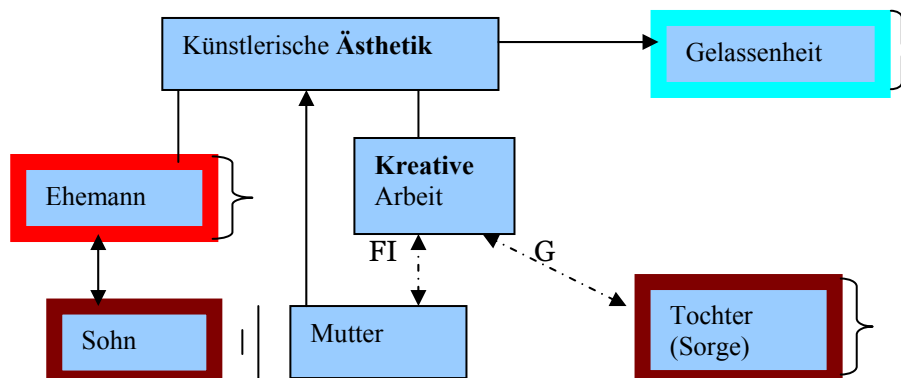 Künstlerische Ästhetik
Gelassenheit
Ehemann
Kreative
Arbeit
FI
G
Sohn
Mutter
Tochter
(Sorge)